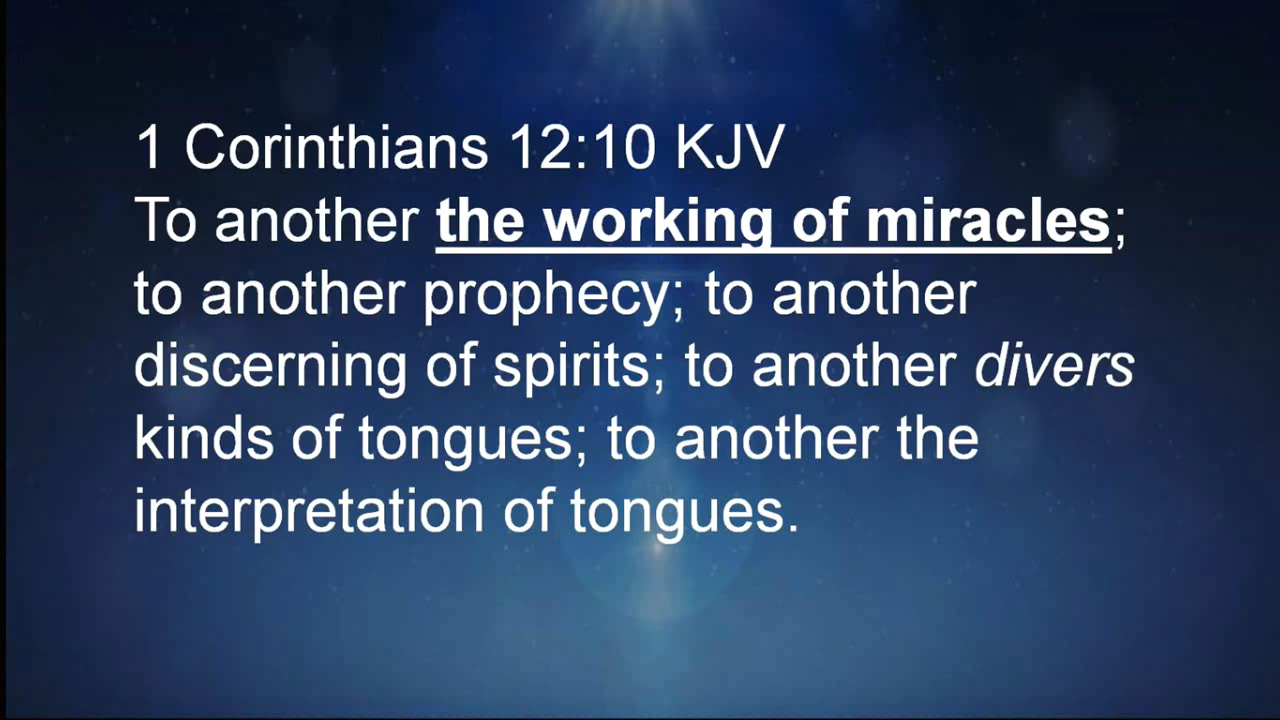 1 Corinthians 12:10 KJV
To another the working of miracles;
to another prophecy; to another
discerning of spirits; to another divers
kinds of tongues; to another the
interpretation of tongues.